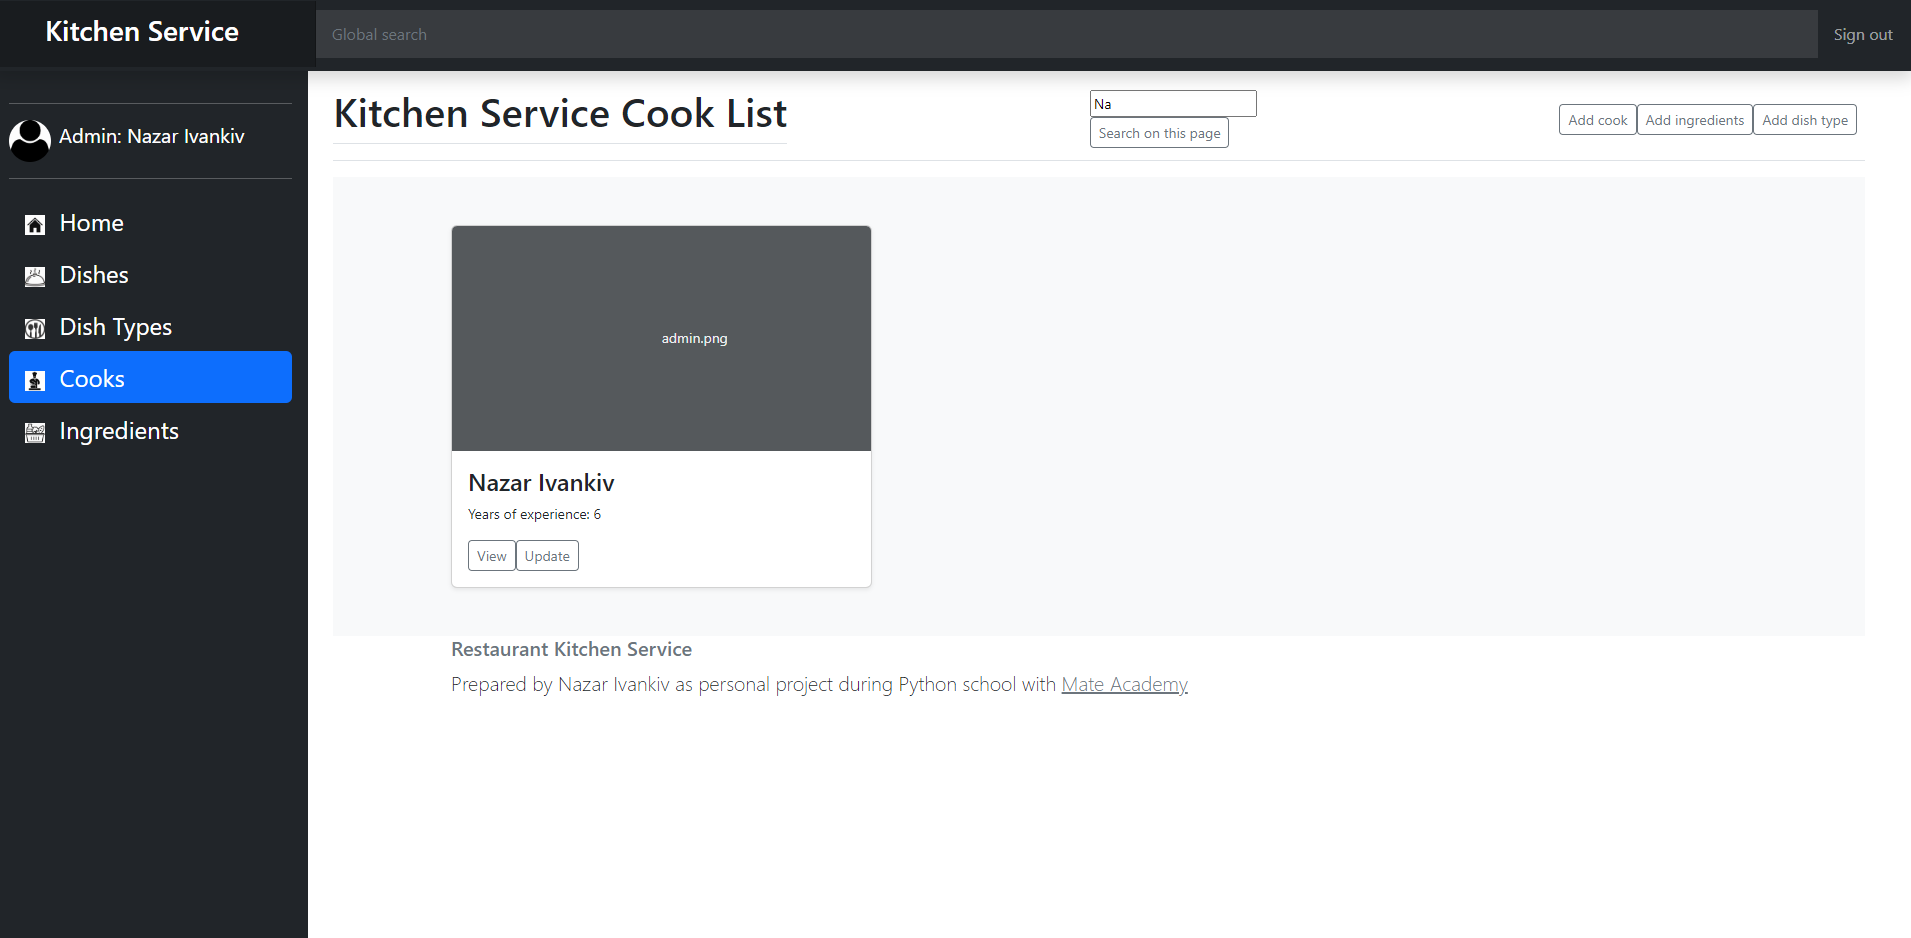 Kitchen Service
Global search
Sign out
Admin: Nazar Ivankiv
Home
Dishes
Dish Types
Cooks
Ingredients
Kitchen Service Cook List
Na
Search on this page
Add cook
Add ingredients
Add dish type
admin.png
Nazar Ivankiv
Years of experience: 6
View
Update
Restaurant Kitchen Service
Prepared by Nazar Ivankiv as personal project during Python school with Mate Academy